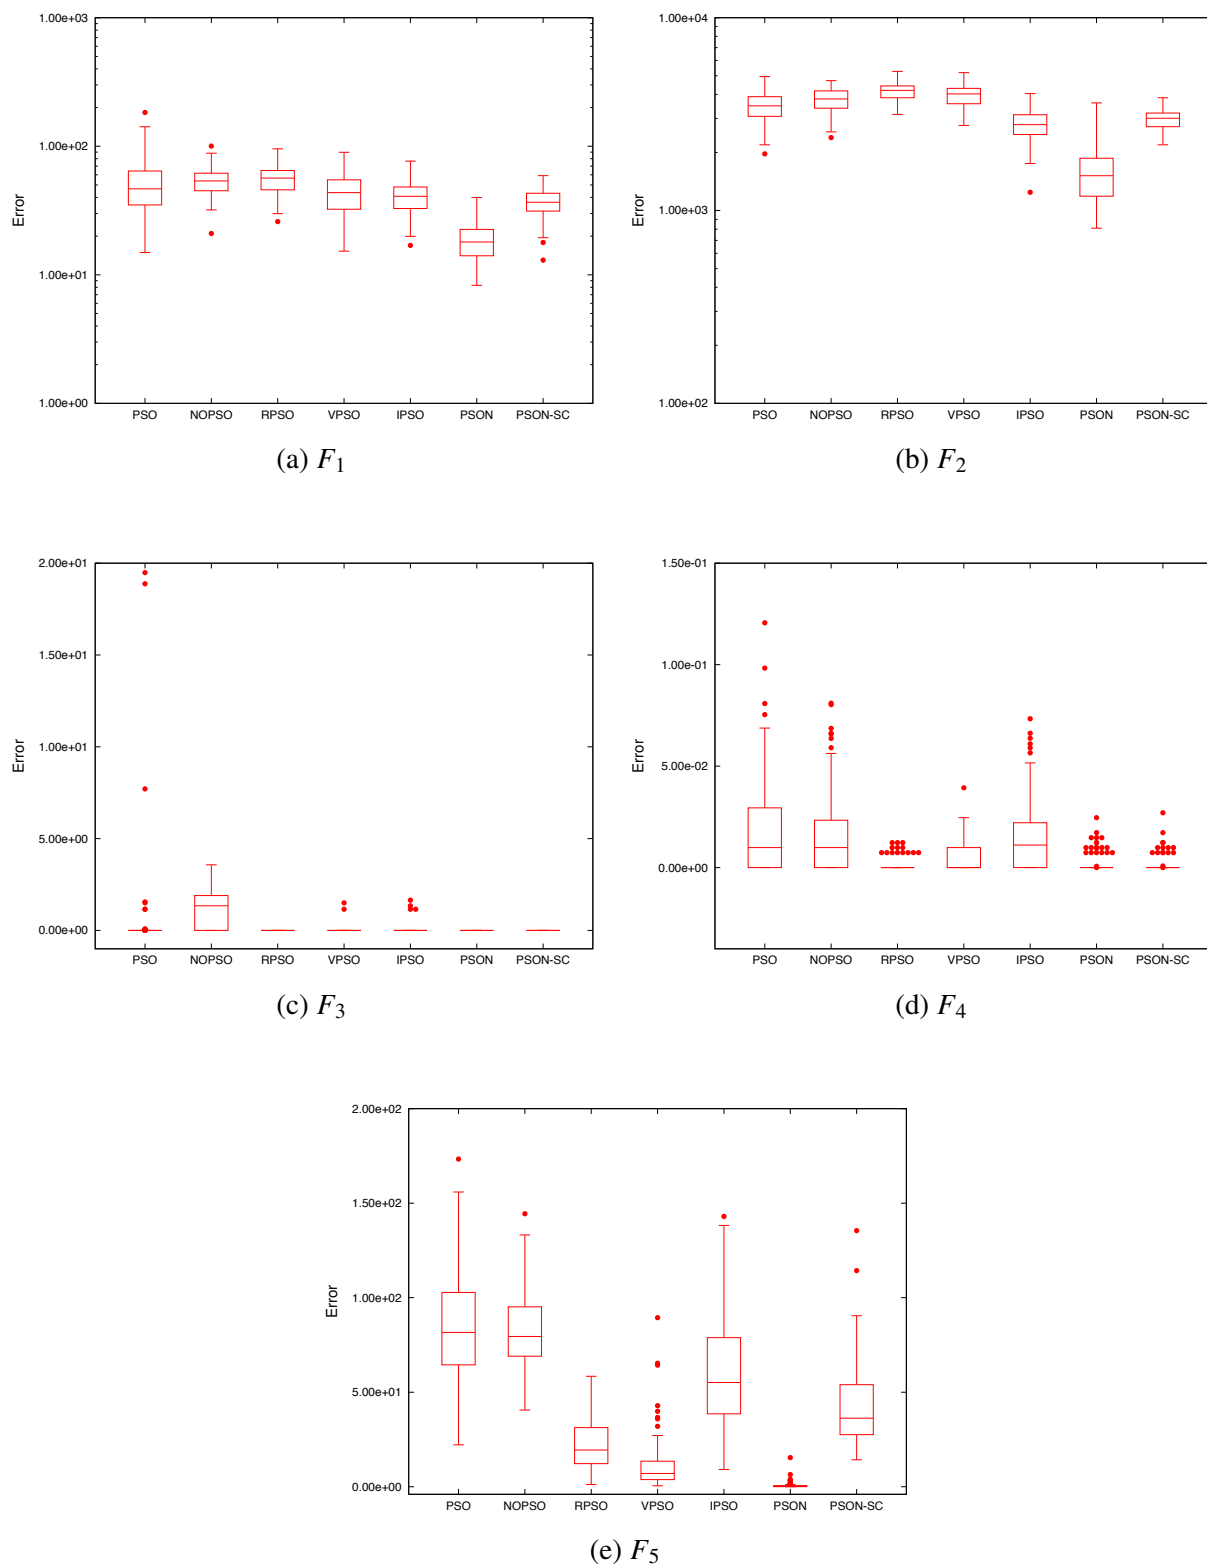 1.00e+03
1.00e+02
1.00e+01
1.00e+00
Error
PSO NOPSO RPSO VPSO IPSO PSON PSON-SC
(a) F1
1.00e+04
1.00e+03
1.00e+02
Error
PSO NOPSO RPSO VPSO IPSO PSON PSON-SC
(b) F2
2.00e+01
1.50e+01
1.00e+01
5.00e+00
0.00e+00
Error
PSO NOPSO RPSO VPSO IPSO PSON PSON-SC
(c) F3
1.50e-01
1.00e-01
5.00e-02
0.00e+00
Error
PSO NOPSO RPSO VPSO IPSO PSON PSON-SC
(d) F4
2.00e+02
1.50e+02
1.00e+02
5.00e+01
0.00e+00
Error
PSO NOPSO RPSO VPSO IPSO PSON PSON-SC
(e) F5